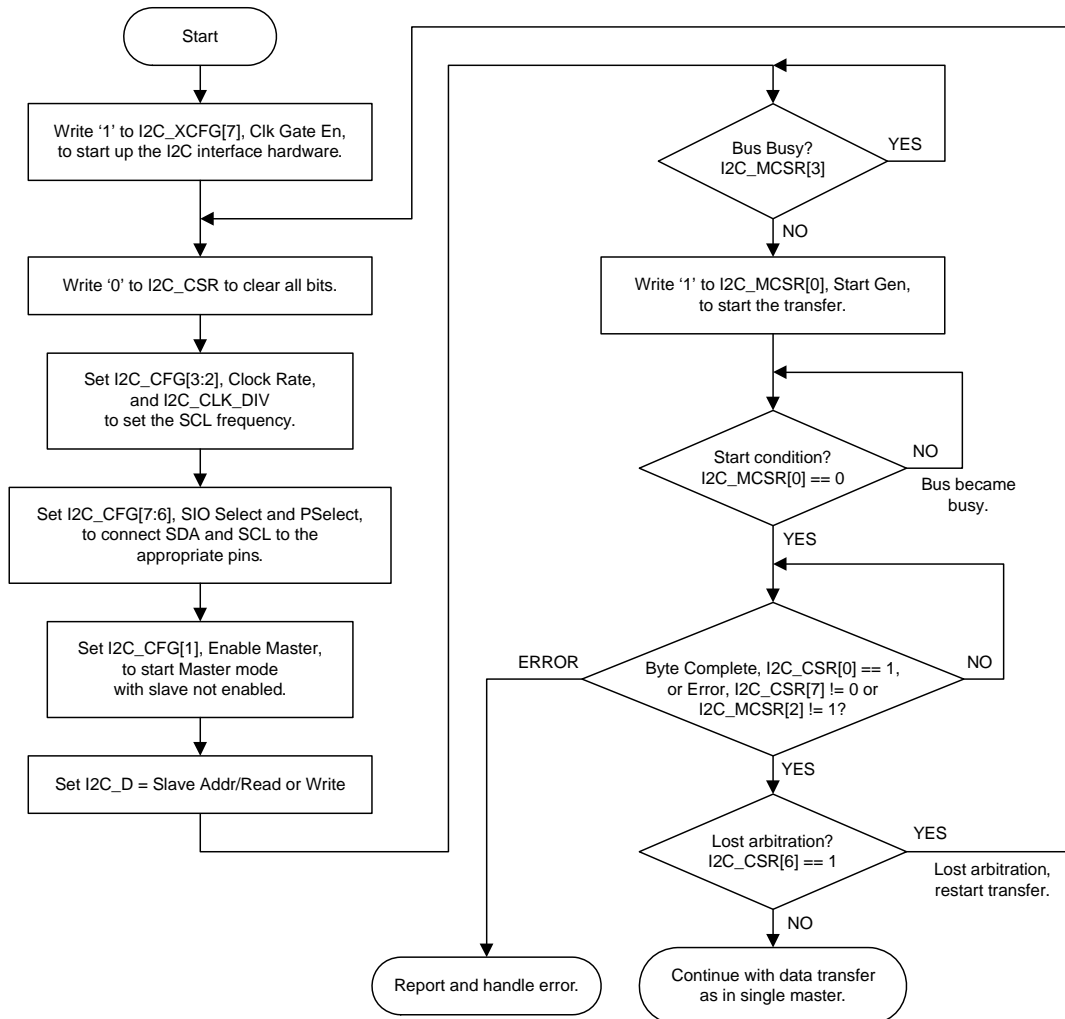 Start
Write ‘1’ to I2C_XCFG[7], Clk Gate En,
to start up the I2C interface hardware.
Write ‘0’ to I2C_CSR to clear all bits.
Set I2C_CFG[3:2], Clock Rate,
and I2C_CLK_DIV
to set the SCL frequency.
Set I2C_CFG[7:6], SIO Select and PSelect,
to connect SDA and SCL to the
appropriate pins.
Set I2C_CFG[1], Enable Master,
to start Master mode
with slave not enabled.
Set I2C_D = Slave Addr/Read or Write
Bus Busy?
I2C_MCSR[3]
YES
NO
Write ‘1’ to I2C_MCSR[0], Start Gen,
to start the transfer.
Start condition?
I2C_MCSR[0] == 0
NO
Bus became
busy.
YES
Byte Complete, I2C_CSR[0] == 1,
or Error, I2C_CSR[7] != 0 or
I2C_MCSR[2] != 1?
ERROR
NO
YES
Lost arbitration?
I2C_CSR[6] == 1
YES
Lost arbitration,
restart transfer.
NO
Report and handle error.
Continue with data transfer
as in single master.